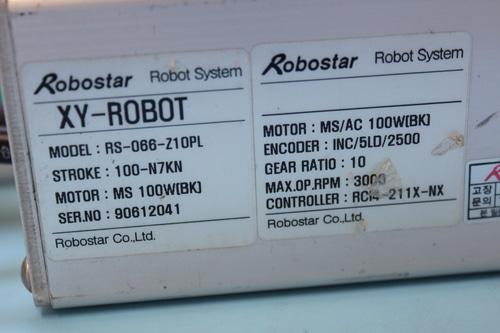 Robostar Robot System
XY-ROBOT
MODEL : RS-066-Z10PL
STROKE : 100-N7KN
MOTOR : MS 100W[BK]
SER.NO : 90612041
Robostar Co.,Ltd.
Robostar Robot System
MOTOR : MS/AC 100W[BK]
ENCODER : INC/5LD/2500
GEAR RATIO : 10
MAX.OP.RPM : 3000
CONTROLLER : RCI4-211X-NX
Robostar Co.,Ltd.
고장
문의